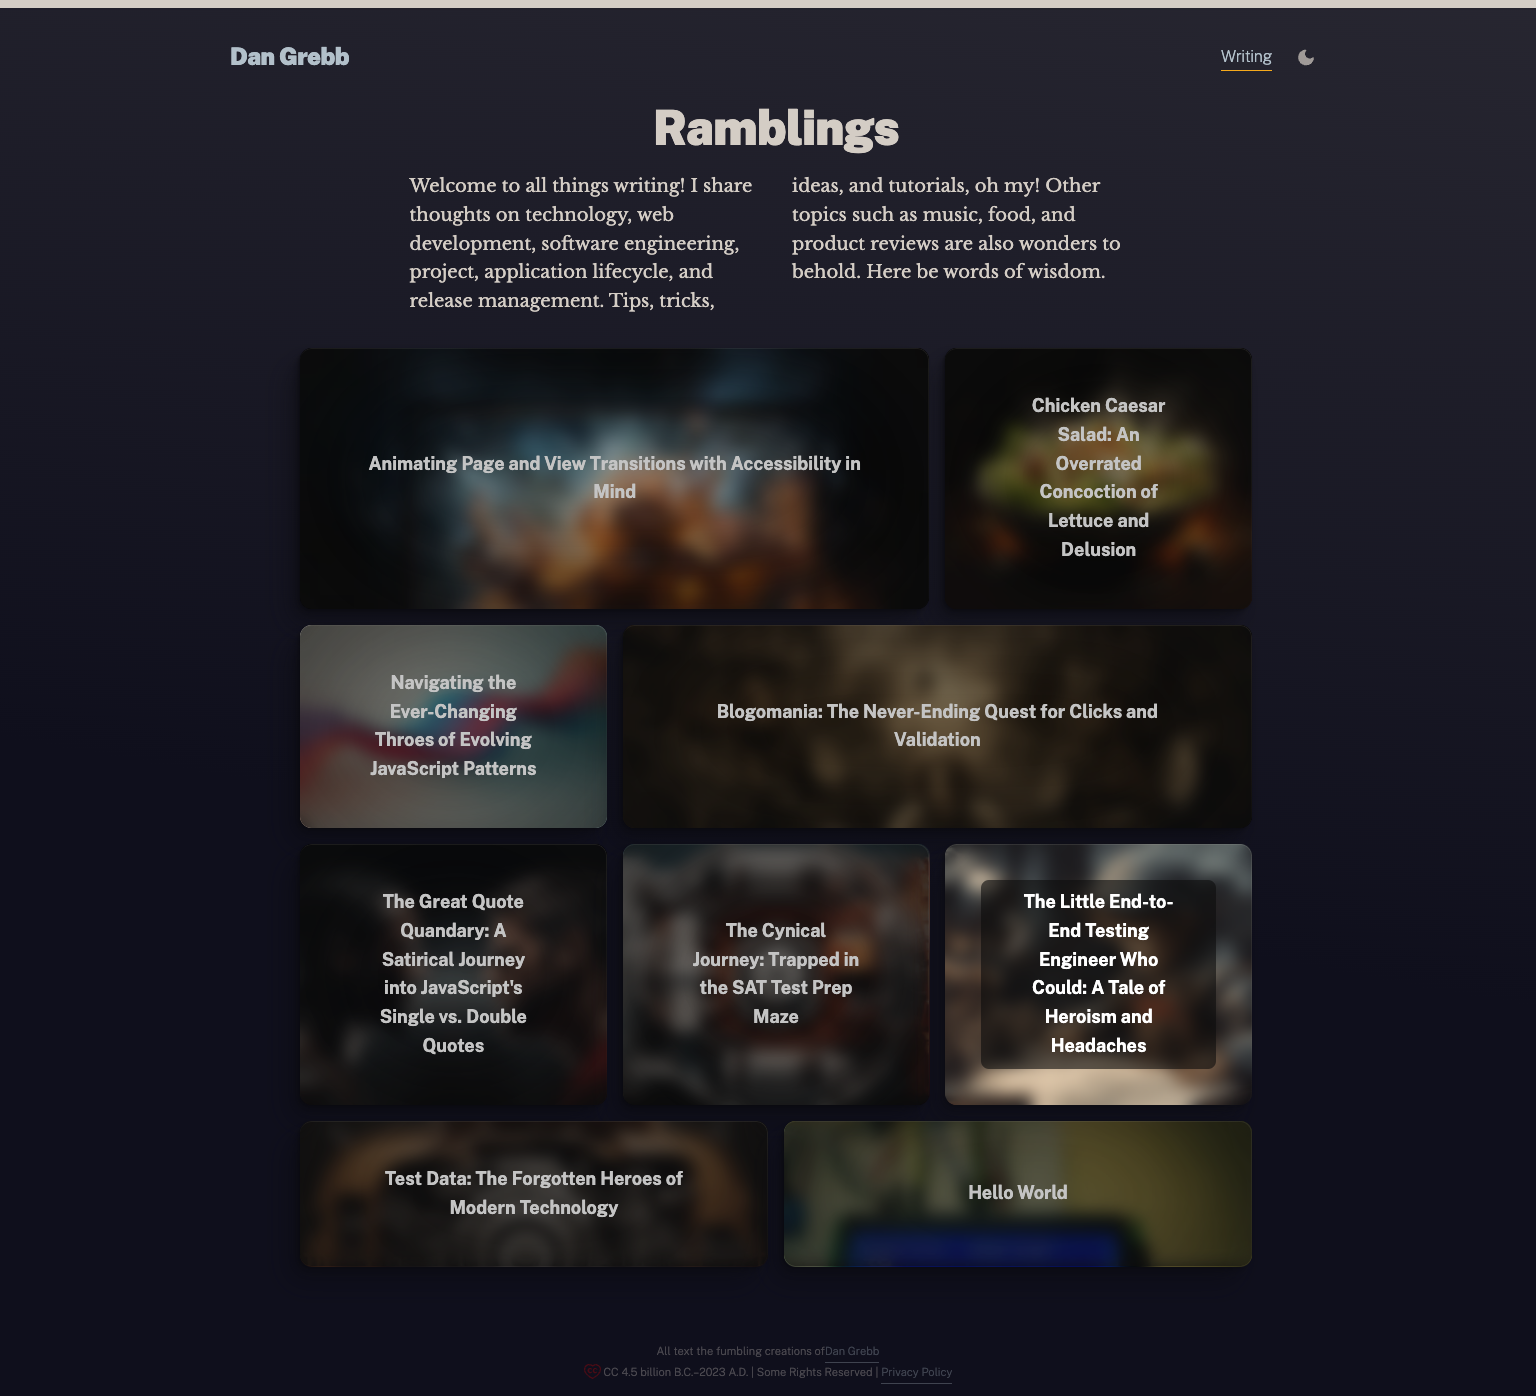 Dan Grebb
Writing
Ramblings
Welcome to all things writing! I share
thoughts on technology, web
development, software engineering,
project, application lifecycle, and
release management. Tips, tricks,
ideas, and tutorials, oh my! Other
topics such as music, food, and
product reviews are also wonders to
behold. Here be words of wisdom.
Animating Page and View Transitions with Accessibility in
Mind
Chicken Caesar
Salad: An
Overrated
Concoction of
Lettuce and
Delusion
Navigating the
Ever-Changing
Throes of Evolving
JavaScript Patterns
Blogomania: The Never-Ending Quest for Clicks and
Validation
The Great Quote
Quandary: A
Satirical Journey
into JavaScript's
Single vs. Double
Quotes
The Cynical
Journey: Trapped in
the SAT Test Prep
Maze
The Little End-to-
End Testing
Engineer Who
Could: A Tale of
Heroism and
Headaches
Test Data: The Forgotten Heroes of
Modern Technology
Hello World
All text the fumbling creations ofDan Grebb
CC 4.5 billion B.C.–2023 A.D. | Some Rights Reserved | Privacy Policy